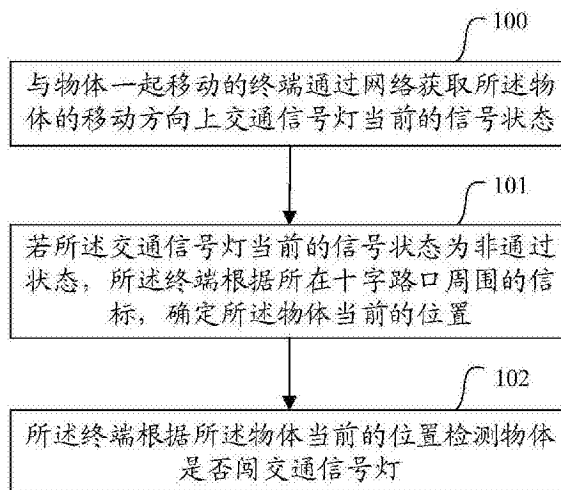 100
与物体一起移动的终端通过网络获取所述物
体的移动方向上交通信号灯当前的信号状态
101
若所述交通信号灯当前的信号状态为非通过
状态，所述终端根据所在十字路口周围的信
标，确定所述物体当前的位置
102
所述终端根据所述物体当前的位置检测物体
是否闯交通信号灯